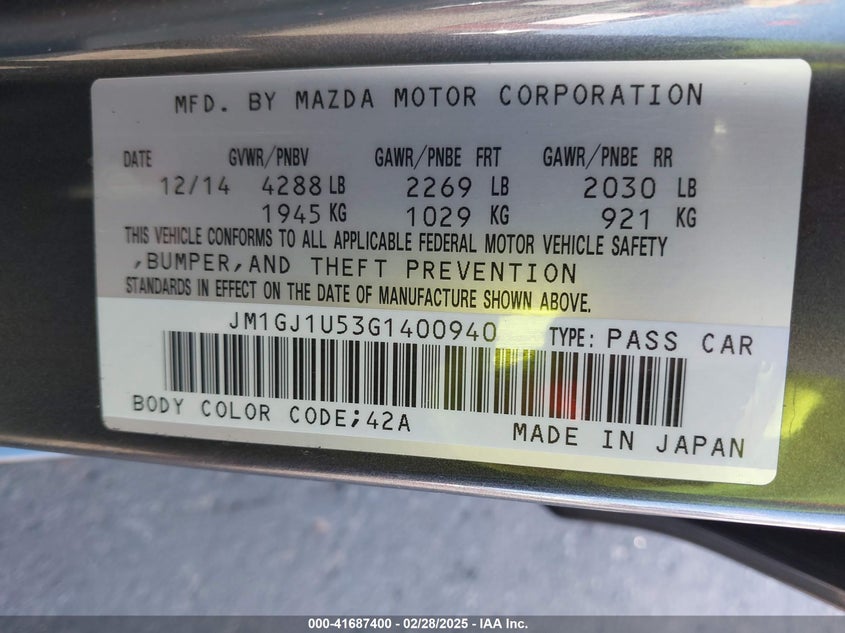 MFD. BY MAZDA MOTOR CORPORATION
DATE GVWR/PNBV GAWR/PNBE FRT GAWR/PNBE RR
12/14 4288 LB 2269 LB 2030 LB
1945 KG 1029 KG 921 KG
THIS VEHICLE CONFORMS TO ALL APPLICABLE FEDERAL MOTOR VEHICLE SAFETY
,BUMPER,AND THEFT PREVENTION
STANDARDS IN EFFECT ON THE DATE OF MANUFACTURE SHOWN ABOVE.
JM1GJ1U53G1400940 TYPE: PASS CAR
BODY COLOR CODE;42A
MADE IN JAPAN
000-41687400 - 02/28/2025 - IAA Inc.